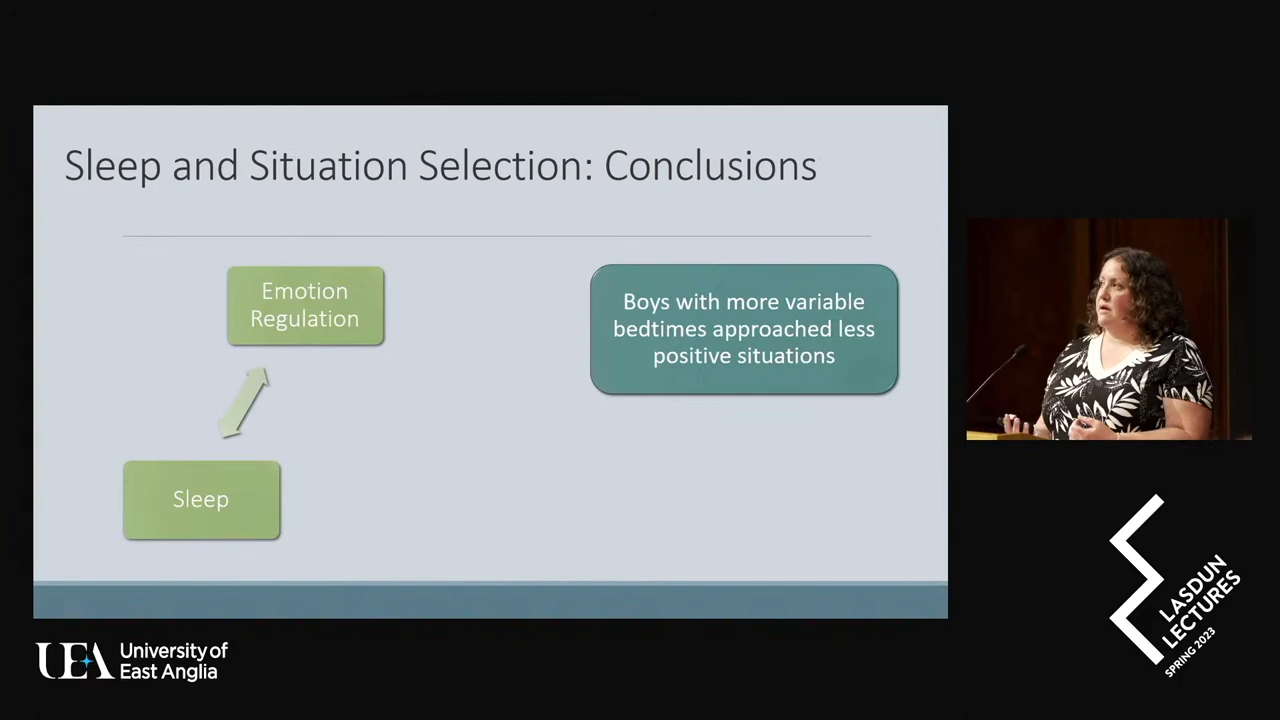 Sleep and Situation Selection: Conclusions
Emotion
Regulation
Boys with more variable
bedtimes approached less
positive situations
Sleep
UEA University of
East Anglia
LASDUN
LECTURES
SPRING 2023